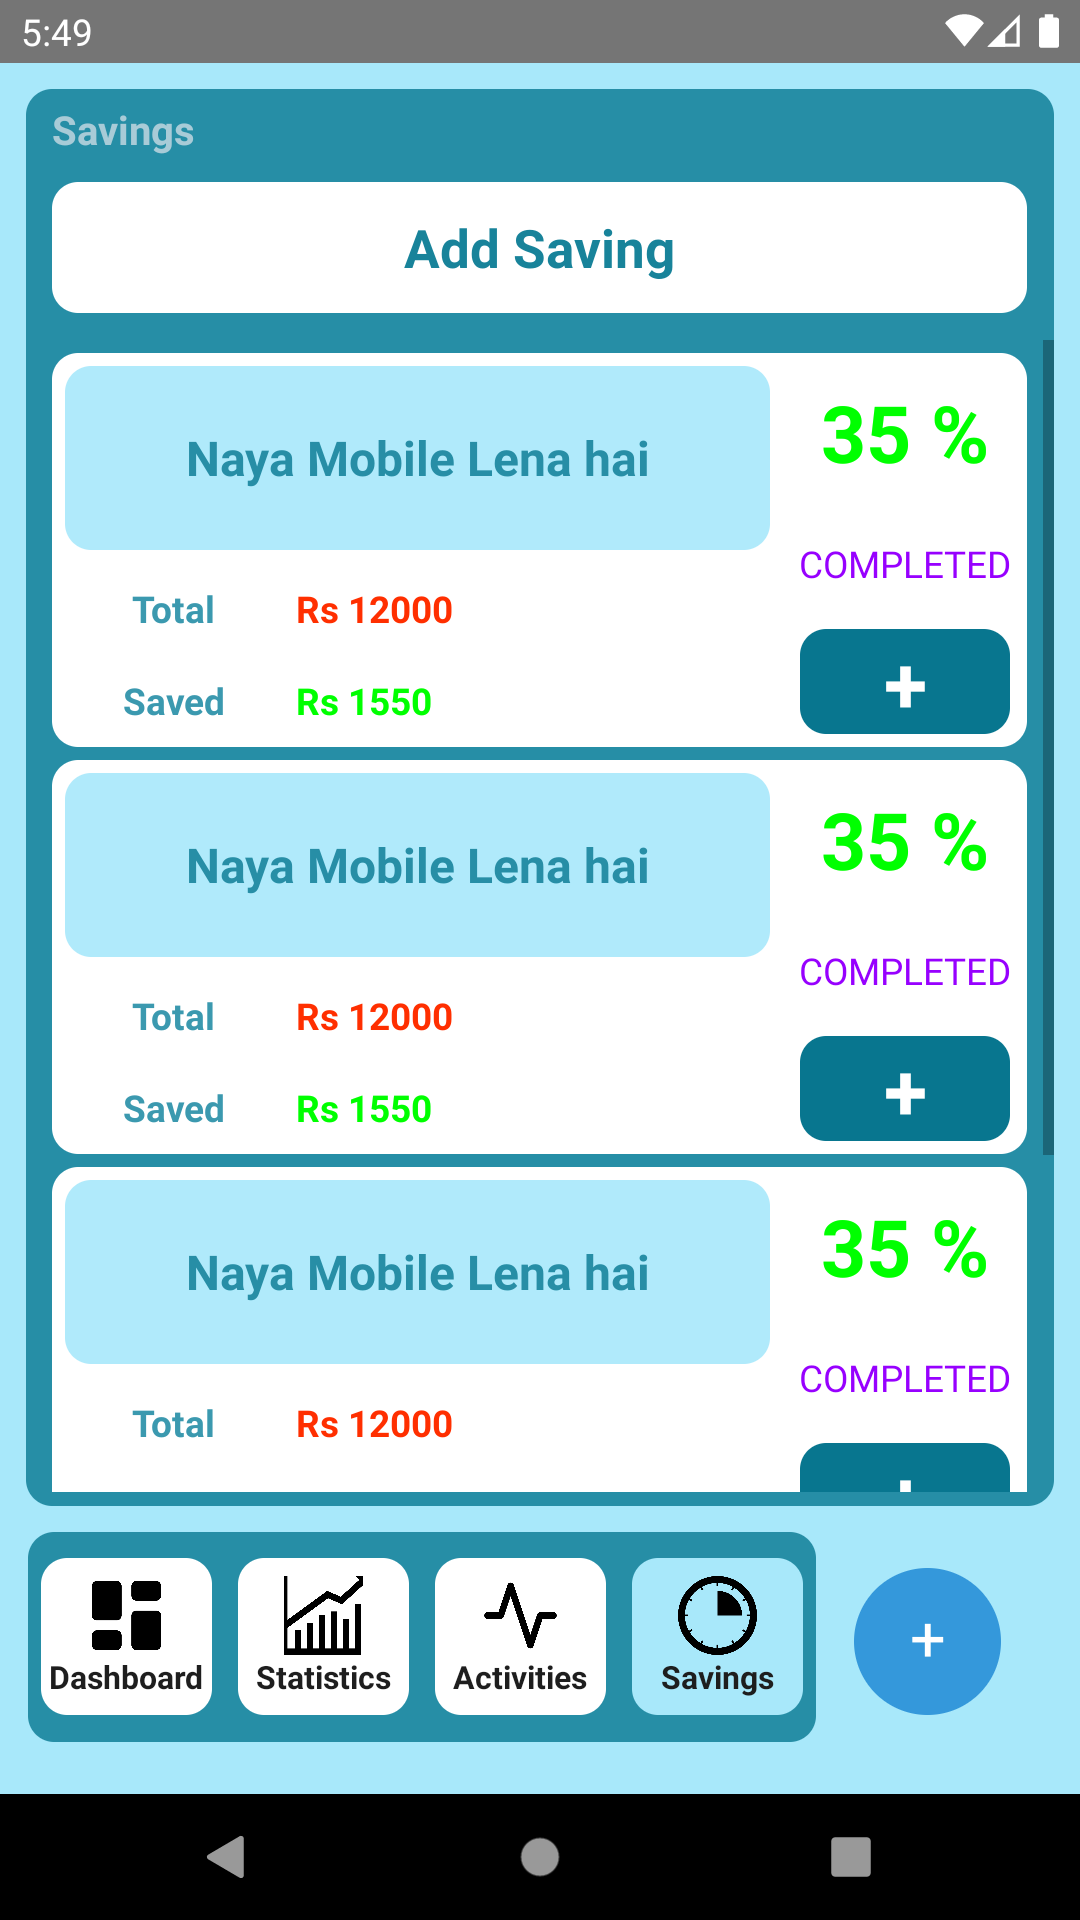 5:49
Savings
Add Saving
Naya Mobile Lena hai
35 %
COMPLETED
Total Rs 12000
Saved Rs 1550
+
Naya Mobile Lena hai
35 %
COMPLETED
Total Rs 12000
Saved Rs 1550
+
Naya Mobile Lena hai
35 %
COMPLETED
Total Rs 12000
Dashboard
Statistics
Activities
Savings
+